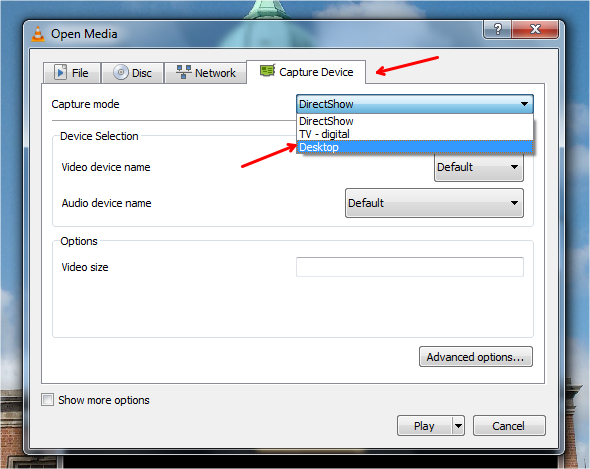 Open Media
?
File Disc Network Capture Device
Capture mode DirectShow
DirectShow
TV - digital
Desktop
Device Selection
Video device name Default
Audio device name Default
Options
Video size
Advanced options...
Show more options
Play Cancel